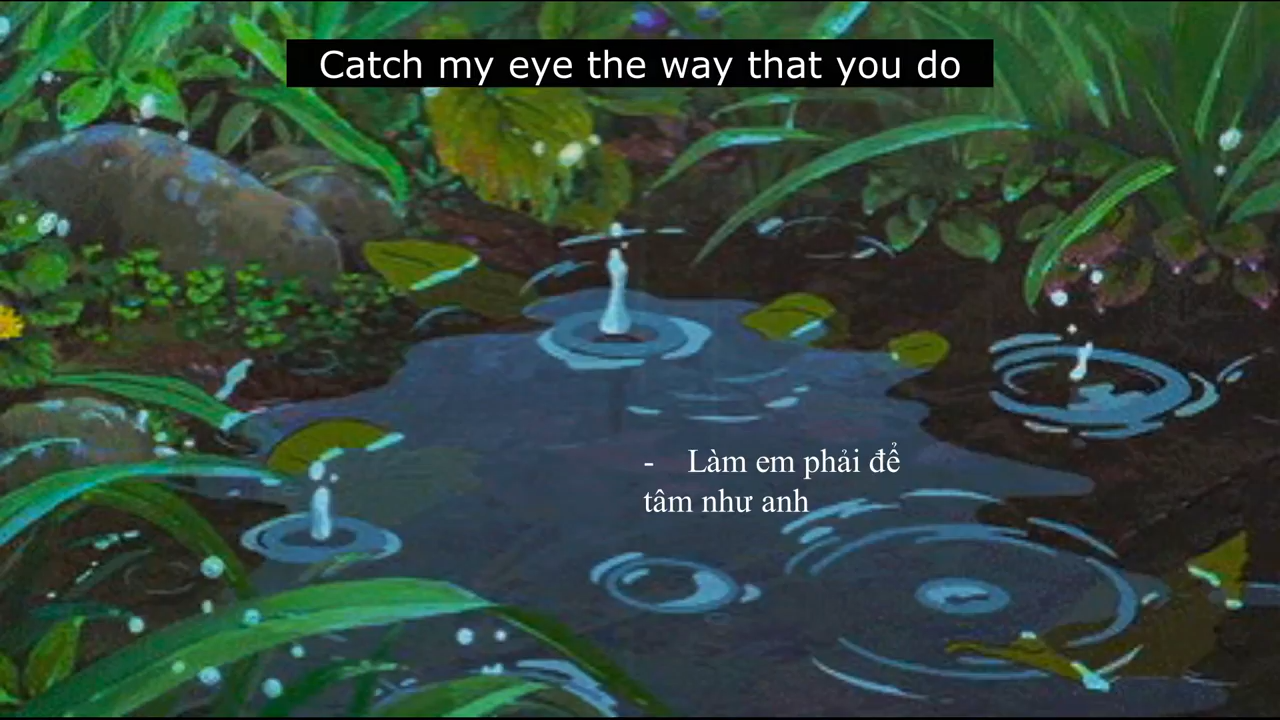 Catch my eye the way that you do
- Làm em phải để
tâm như anh